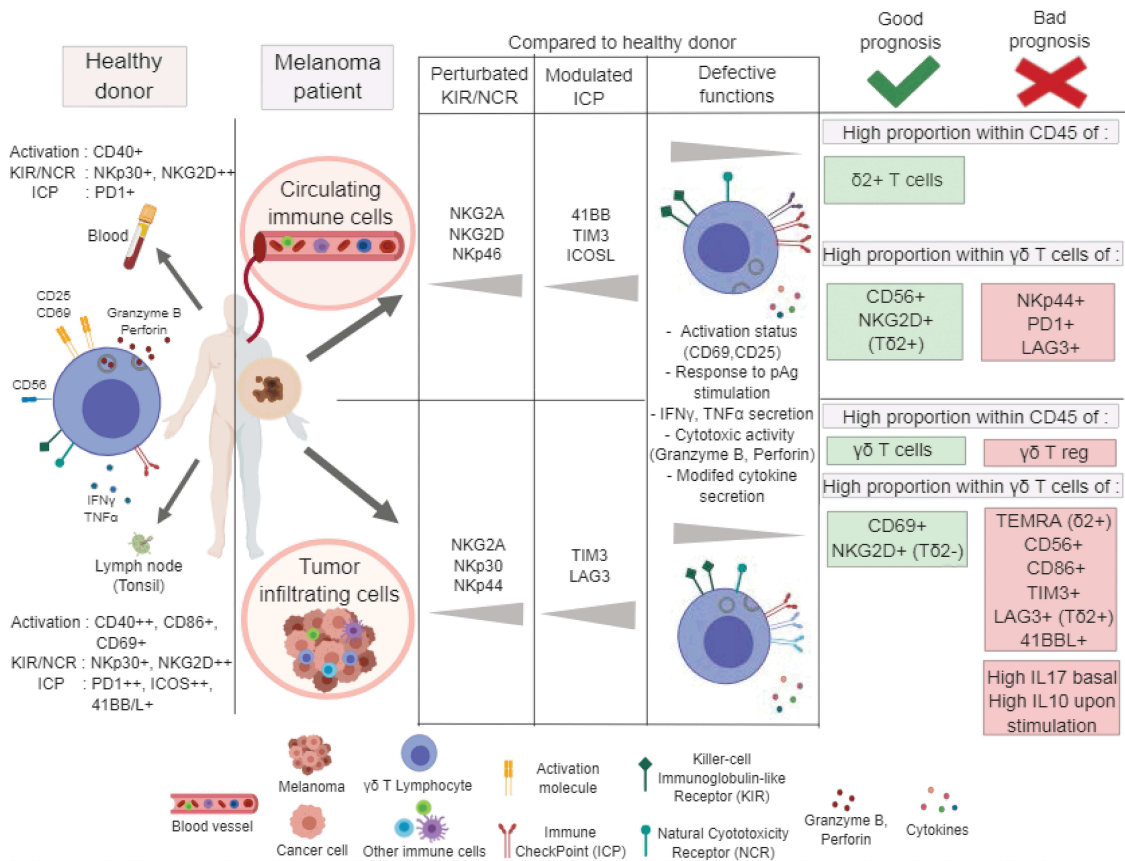 Healthy
donor
Activation : CD40+
KIR/NCR : NKp30+, NKG2D++
ICP : PD1+
Blood
CD25
CD69
Granzyme B
Perforin
CD56
IFNγ
TNFα
Lymph node
(Tonsil)
Activation : CD40++, CD86+,
CD69+
KIR/NCR : NKp30+, NKG2D++
ICP : PD1++, ICOS++,
41BB/L+
Melanoma
patient
Circulating
immune cells
Tumor
infiltrating cells
Compared to healthy donor
Perturbated
KIR/NCR
Modulated
ICP
Defective
functions
NKG2A
NKG2D
NKp46
41BB
TIM3
ICOSL
NKG2A
NKp30
NKp44
TIM3
LAG3
- Activation status
(CD69,CD25)
- Response to pAg
stimulation
- IFNγ, TNFα secretion
- Cytotoxic activity
(Granzyme B, Perforin)
- Modifed cytokine
secretion
Good
prognosis
Bad
prognosis
High proportion within CD45 of :
δ2+ T cells
High proportion within γδ T cells of :
CD56+
NKG2D+
(Tδ2+)
NKp44+
PD1+
LAG3+
High proportion within CD45 of :
γδ T cells
γδ T reg
High proportion within γδ T cells of :
CD69+
NKG2D+ (Tδ2-)
TEMRA (δ2+)
CD56+
CD86+
TIM3+
LAG3+ (Tδ2+)
41BBL+
High IL17 basal
High IL10 upon
stimulation
Blood vessel
Melanoma
Cancer cell
γδ T Lymphocyte
Other immune cells
Activation
molecule
Immune
CheckPoint (ICP)
Killer-cell
Immunoglobulin-like
Receptor (KIR)
Natural Cyototoxicity
Receptor (NCR)
Granzyme B,
Perforin
Cytokines